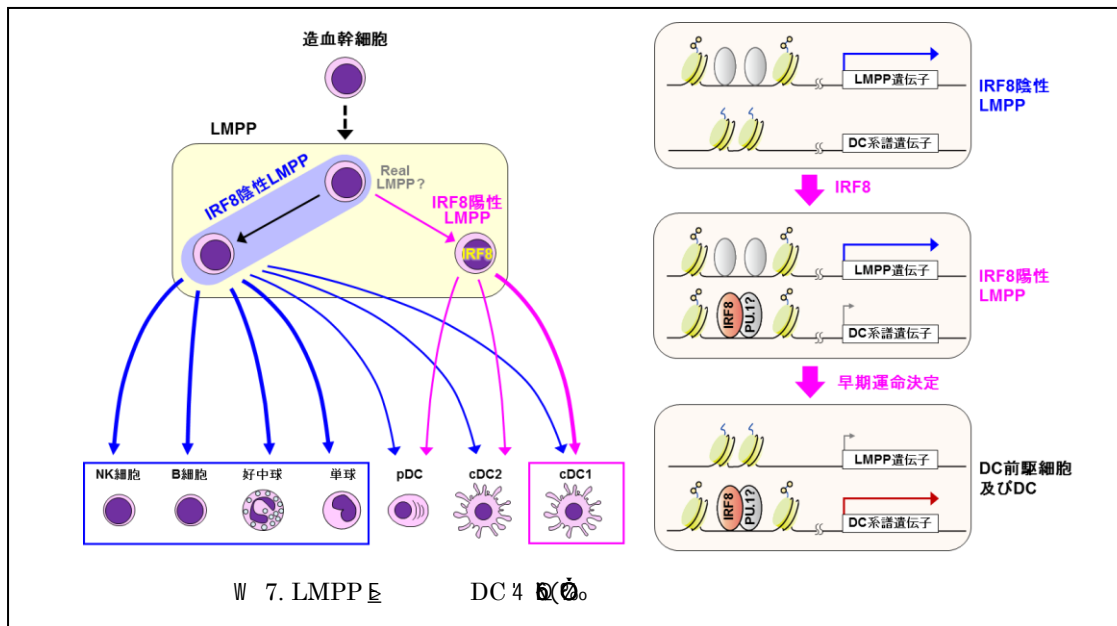 造血幹細胞
LMPP
IRF8陰性LMPP
Real
LMPP?
IRF8陽性
LMPP
IRF8
NK細胞
B細胞
好中球
単球
pDC
cDC2
cDC1
LMPP遺伝子
DC系譜遺伝子
IRF8陰性
LMPP
IRF8
LMPP遺伝子
IRF8
PU.1?
DC系譜遺伝子
IRF8陽性
LMPP
早期運命決定
LMPP遺伝子
IRF8
PU.1?
DC系譜遺伝子
DC前駆細胞
及びDC
7. LMPP DC